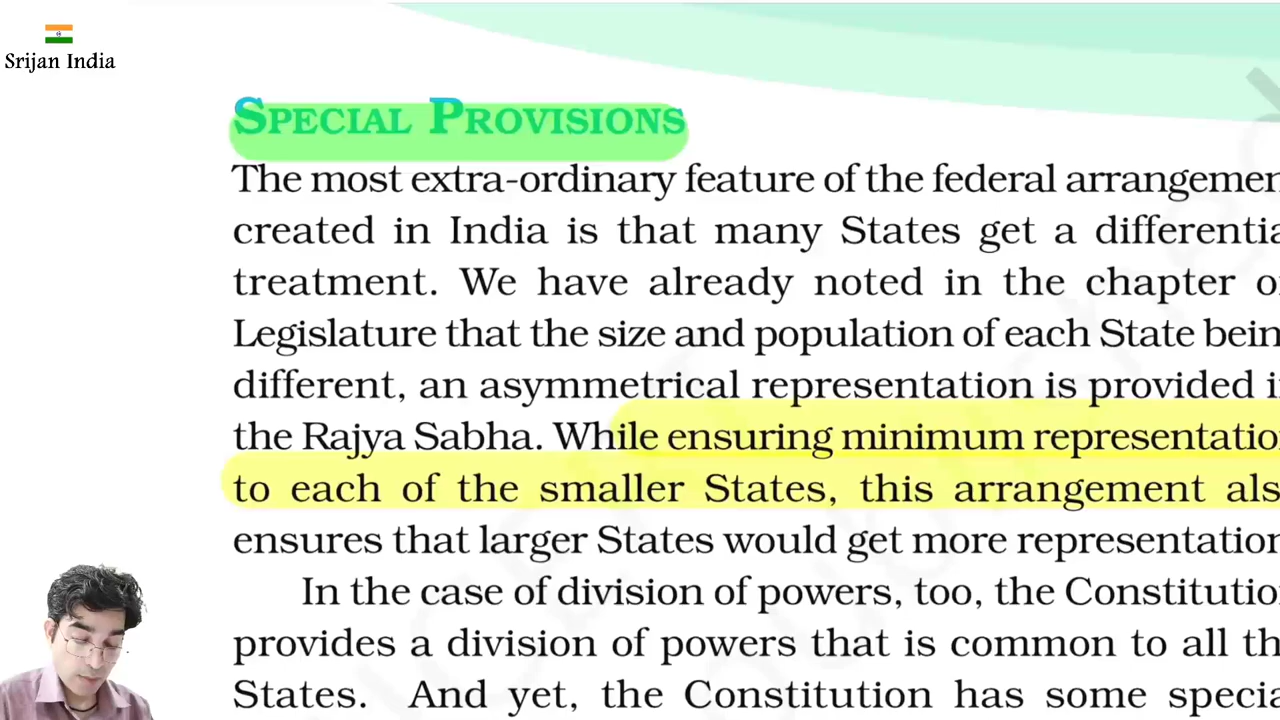 Srijan India
SPECIAL PROVISIONS
The most extra-ordinary feature of the federal arrangemen
created in India is that many States get a differentia
treatment. We have already noted in the chapter o
Legislature that the size and population of each State bein
different, an asymmetrical representation is provided i
the Rajya Sabha. While ensuring minimum representatio
to each of the smaller States, this arrangement als
ensures that larger States would get more representation
In the case of division of powers, too, the Constitutio
provides a division of powers that is common to all th
States. And yet, the Constitution has some specia